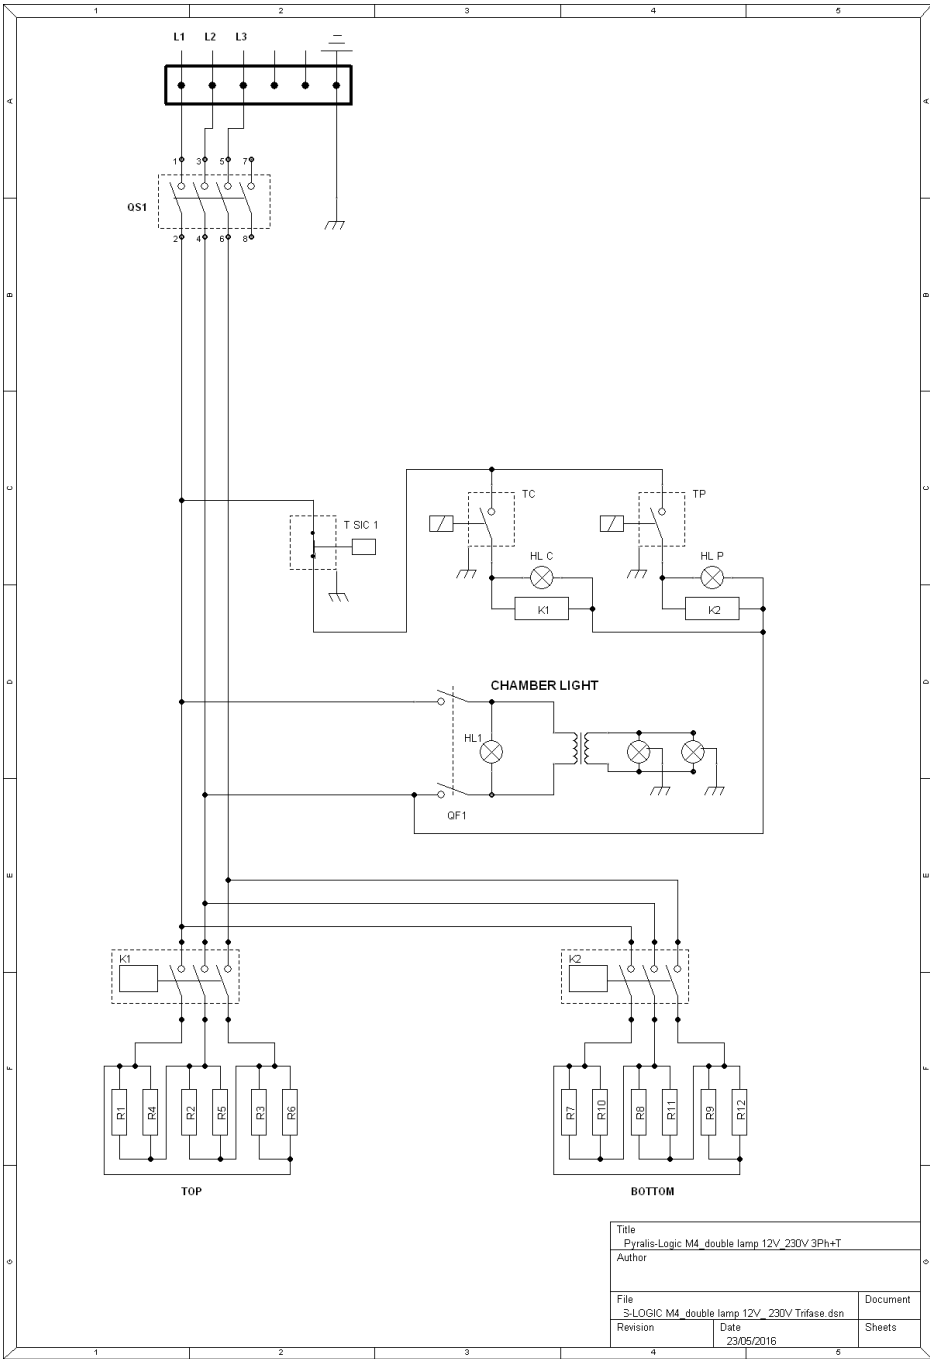 1 2 3 4 5
L1 L2 L3
A A
1 3 5 7
QS1
2 4 6 8
B B
C C
TC TP
T SIC 1
HL C HL P
K1 K2
D D
CHAMBER LIGHT
HL1
QF1
E E
K1 K2
F F
R1 R4 R2 R5 R3 R6 R7 R10 R8 R11 R9 R12
TOP BOTTOM
Title
Pyralis-Logic M4_double lamp 12V_230V 3Ph+T
Author
G G
File Document
S-LOGIC M4_double lamp 12V_ 230V Trifase.dsn
Revision Date Sheets
23/05/2016
1 2 3 4 5